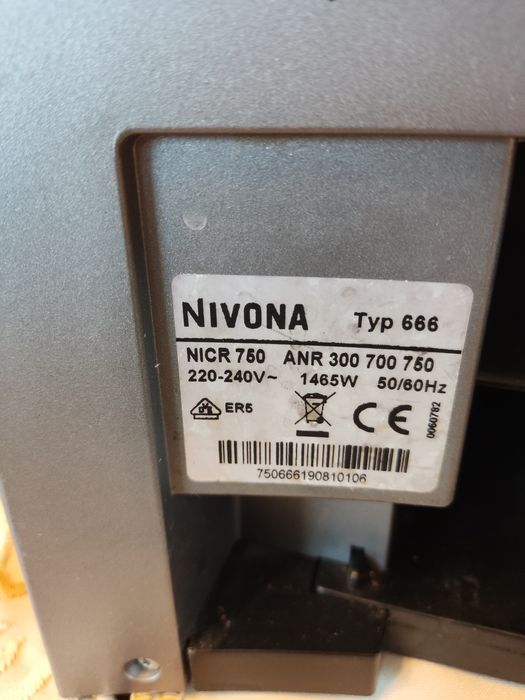 NIVONA Typ 666
NICR 750 ANR 300 700 750
220-240V~ 1465W 50/60Hz
ER5 CE
0060782
750666190810106